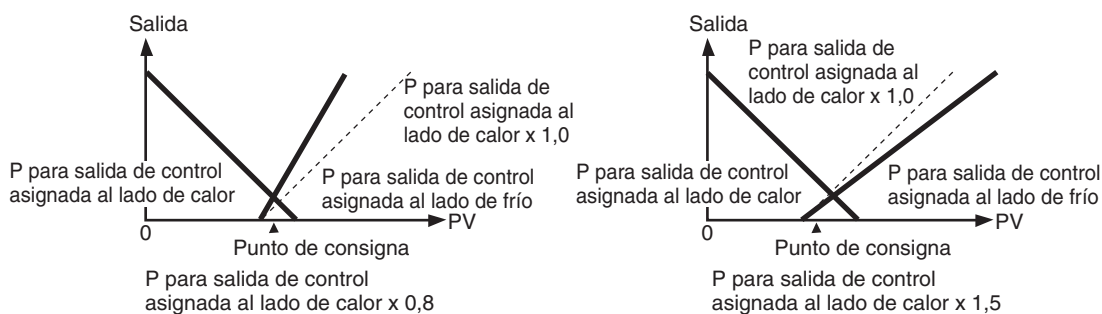 Salida
P para salida de
control asignada al
lado de calor x 1,0
P para salida de control
asignada al lado de calor
P para salida de control
asignada al lado de frío
0
PV
Punto de consigna
P para salida de control
asignada al lado de calor x 0,8
Salida
P para salida de
control asignada al
lado de calor x 1,0
P para salida de control
asignada al lado de calor
P para salida de control
asignada al lado de frío
0
PV
Punto de consigna
P para salida de control
asignada al lado de calor x 1,5